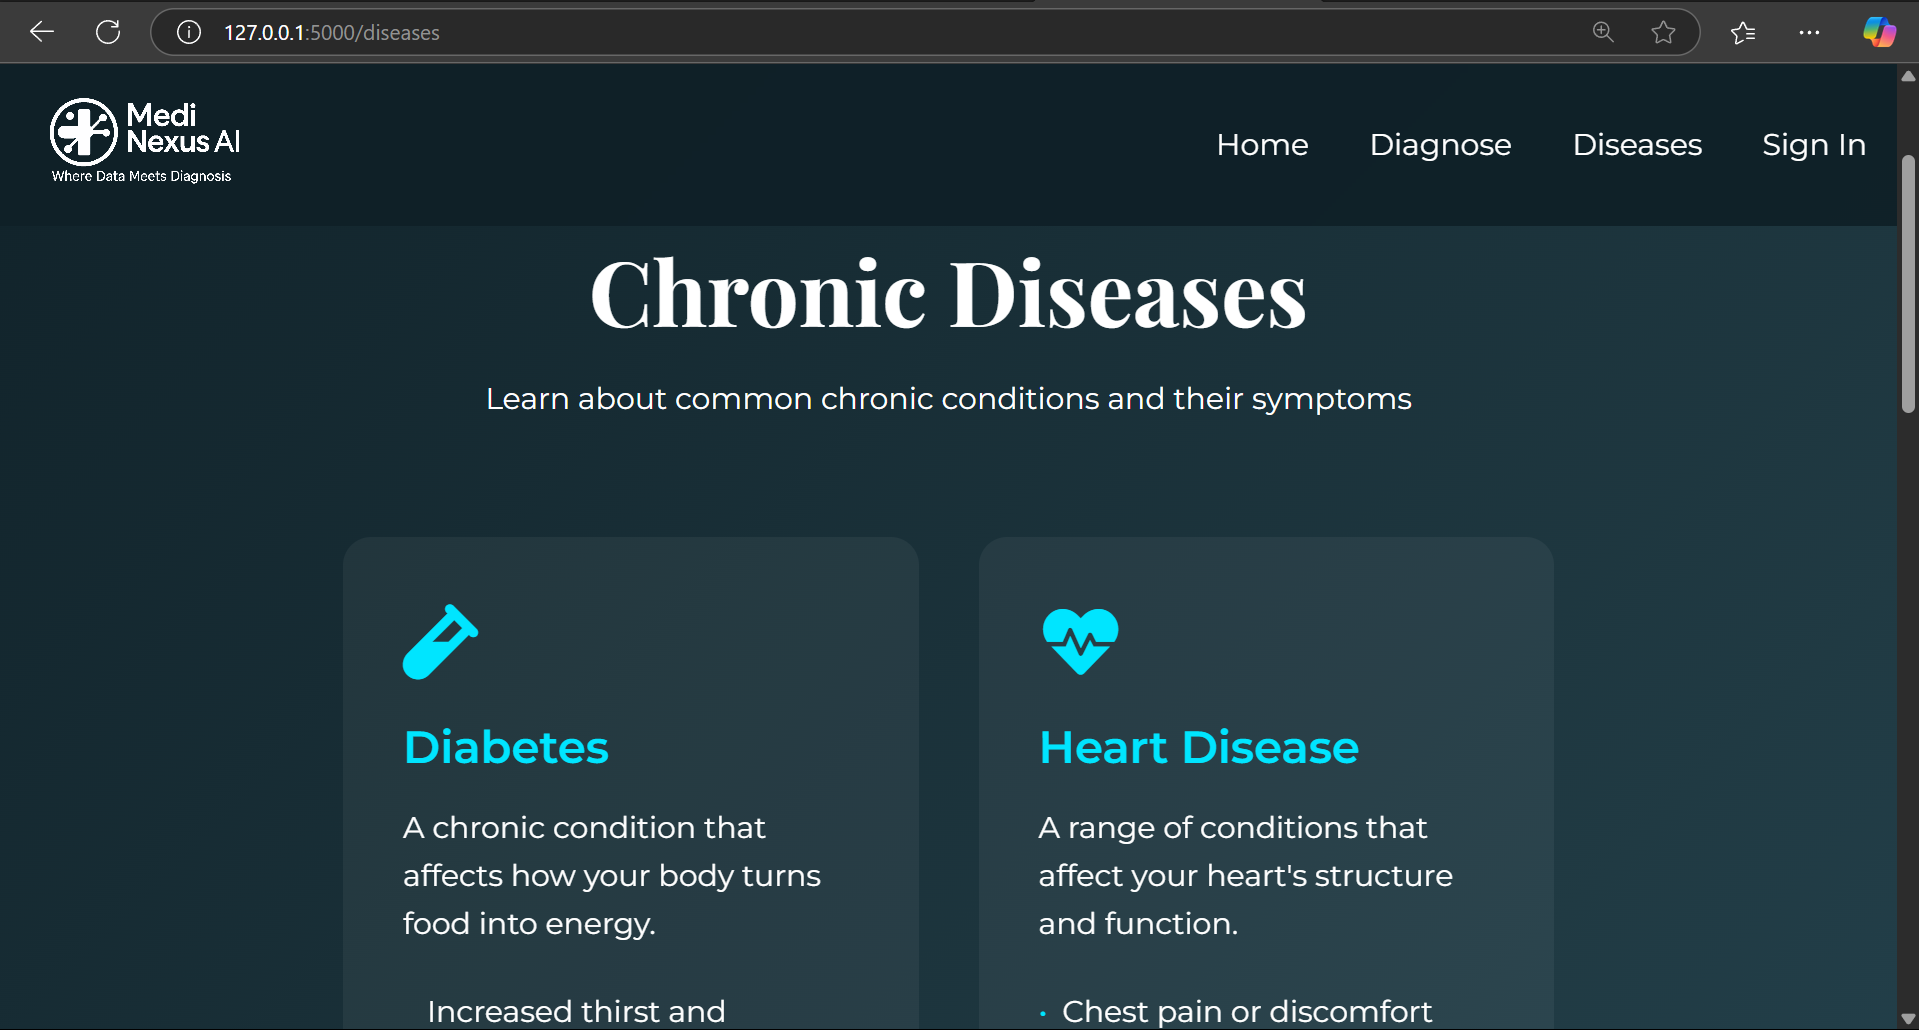 127.0.0.1:5000/diseases
Medi
Nexus AI
Where Data Meets Diagnosis
Home Diagnose Diseases Sign In
Chronic Diseases
Learn about common chronic conditions and their symptoms
Diabetes
A chronic condition that
affects how your body turns
food into energy.
Increased thirst and
Heart Disease
A range of conditions that
affect your heart's structure
and function.
• Chest pain or discomfort